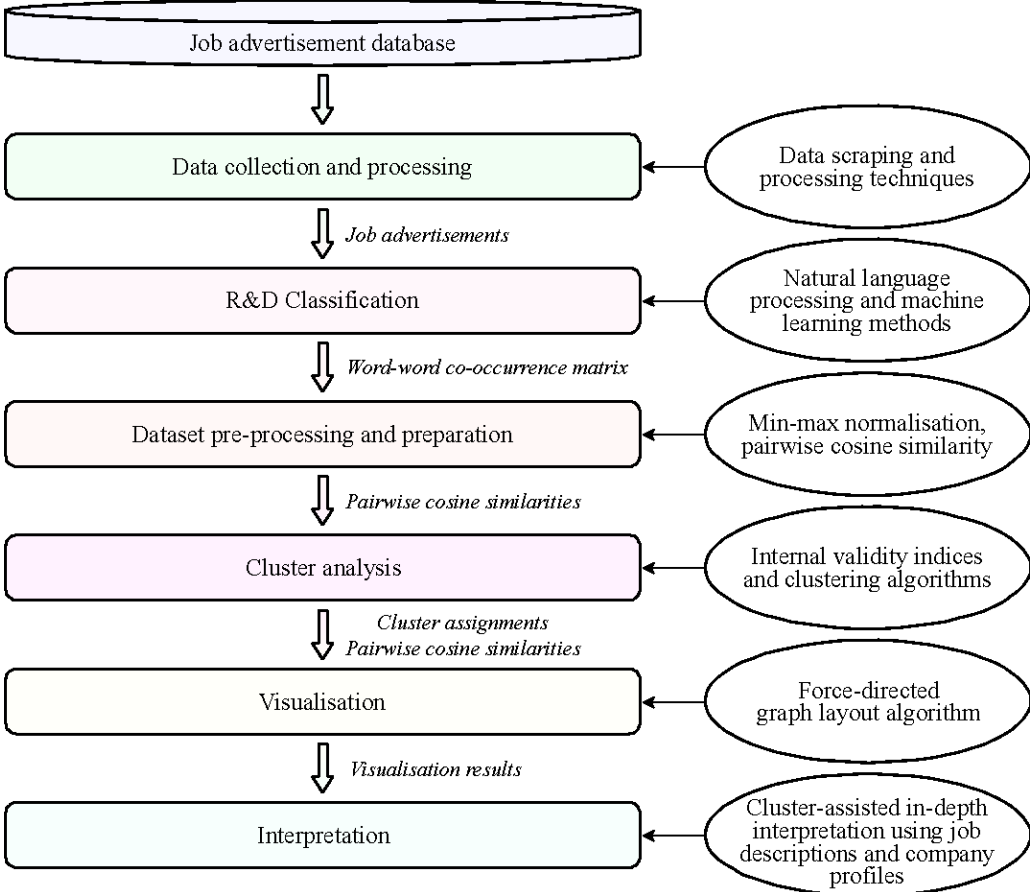 Job advertisement database
Data collection and processing
Data scraping and
processing techniques
Job advertisements
R&D Classification
Natural language
processing and machine
learning methods
Word-word co-occurrence matrix
Dataset pre-processing and preparation
Min-max normalisation,
pairwise cosine similarity
Pairwise cosine similarities
Cluster analysis
Internal validity indices
and clustering algorithms
Cluster assignments
Pairwise cosine similarities
Visualisation
Force-directed
graph layout algorithm
Visualisation results
Interpretation
Cluster-assisted in-depth
interpretation using job
descriptions and company
profiles